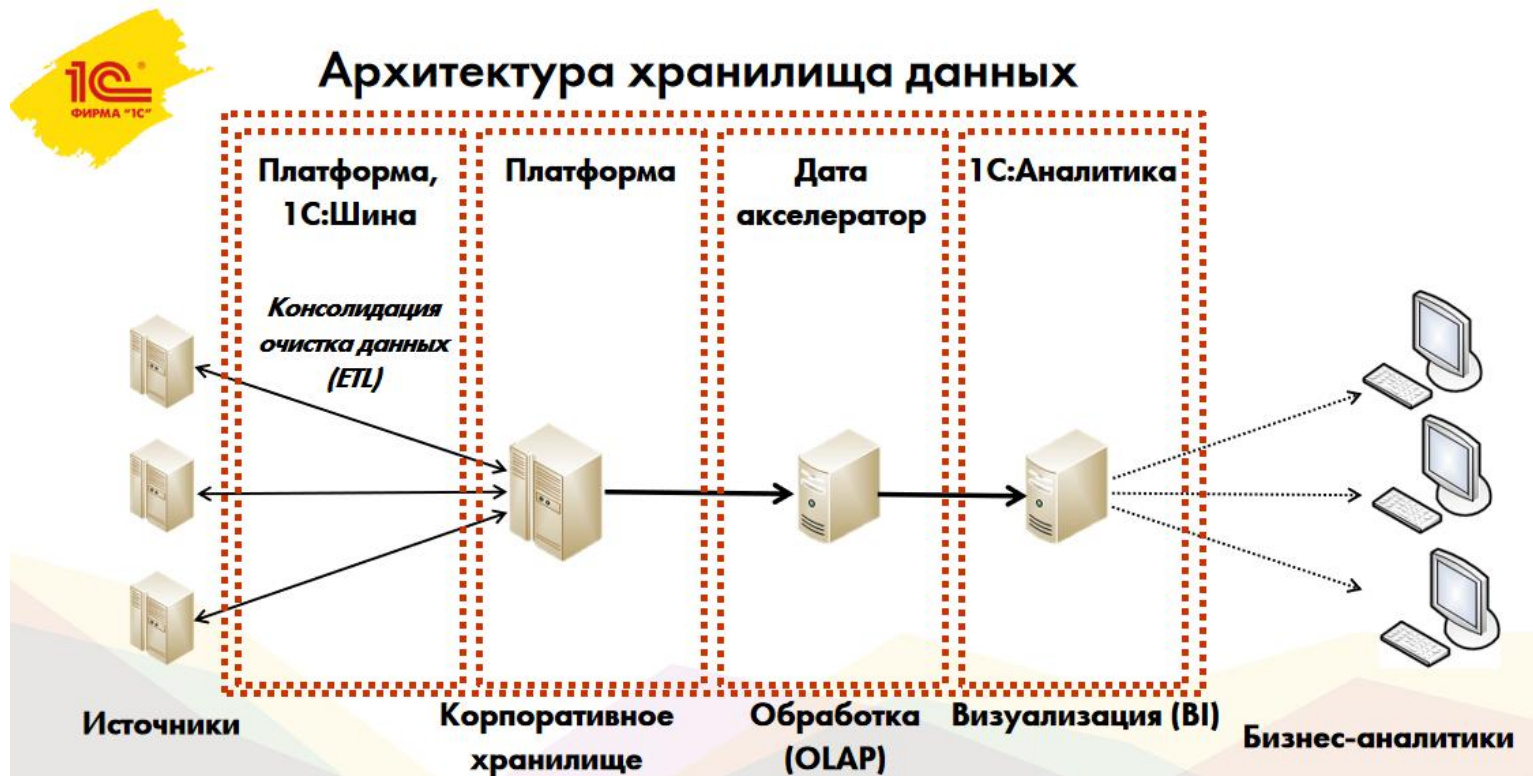 1С®
ФИРМА "1С"
Архитектура хранилища данных
Платформа,
1С:Шина
Платформа
Дата
акселератор
1С:Аналитика
Консолидация
очистка данных
(ETL)
Источники
Корпоративное
хранилище
Обработка
(OLAP)
Визуализация (BI)
Бизнес-аналитики